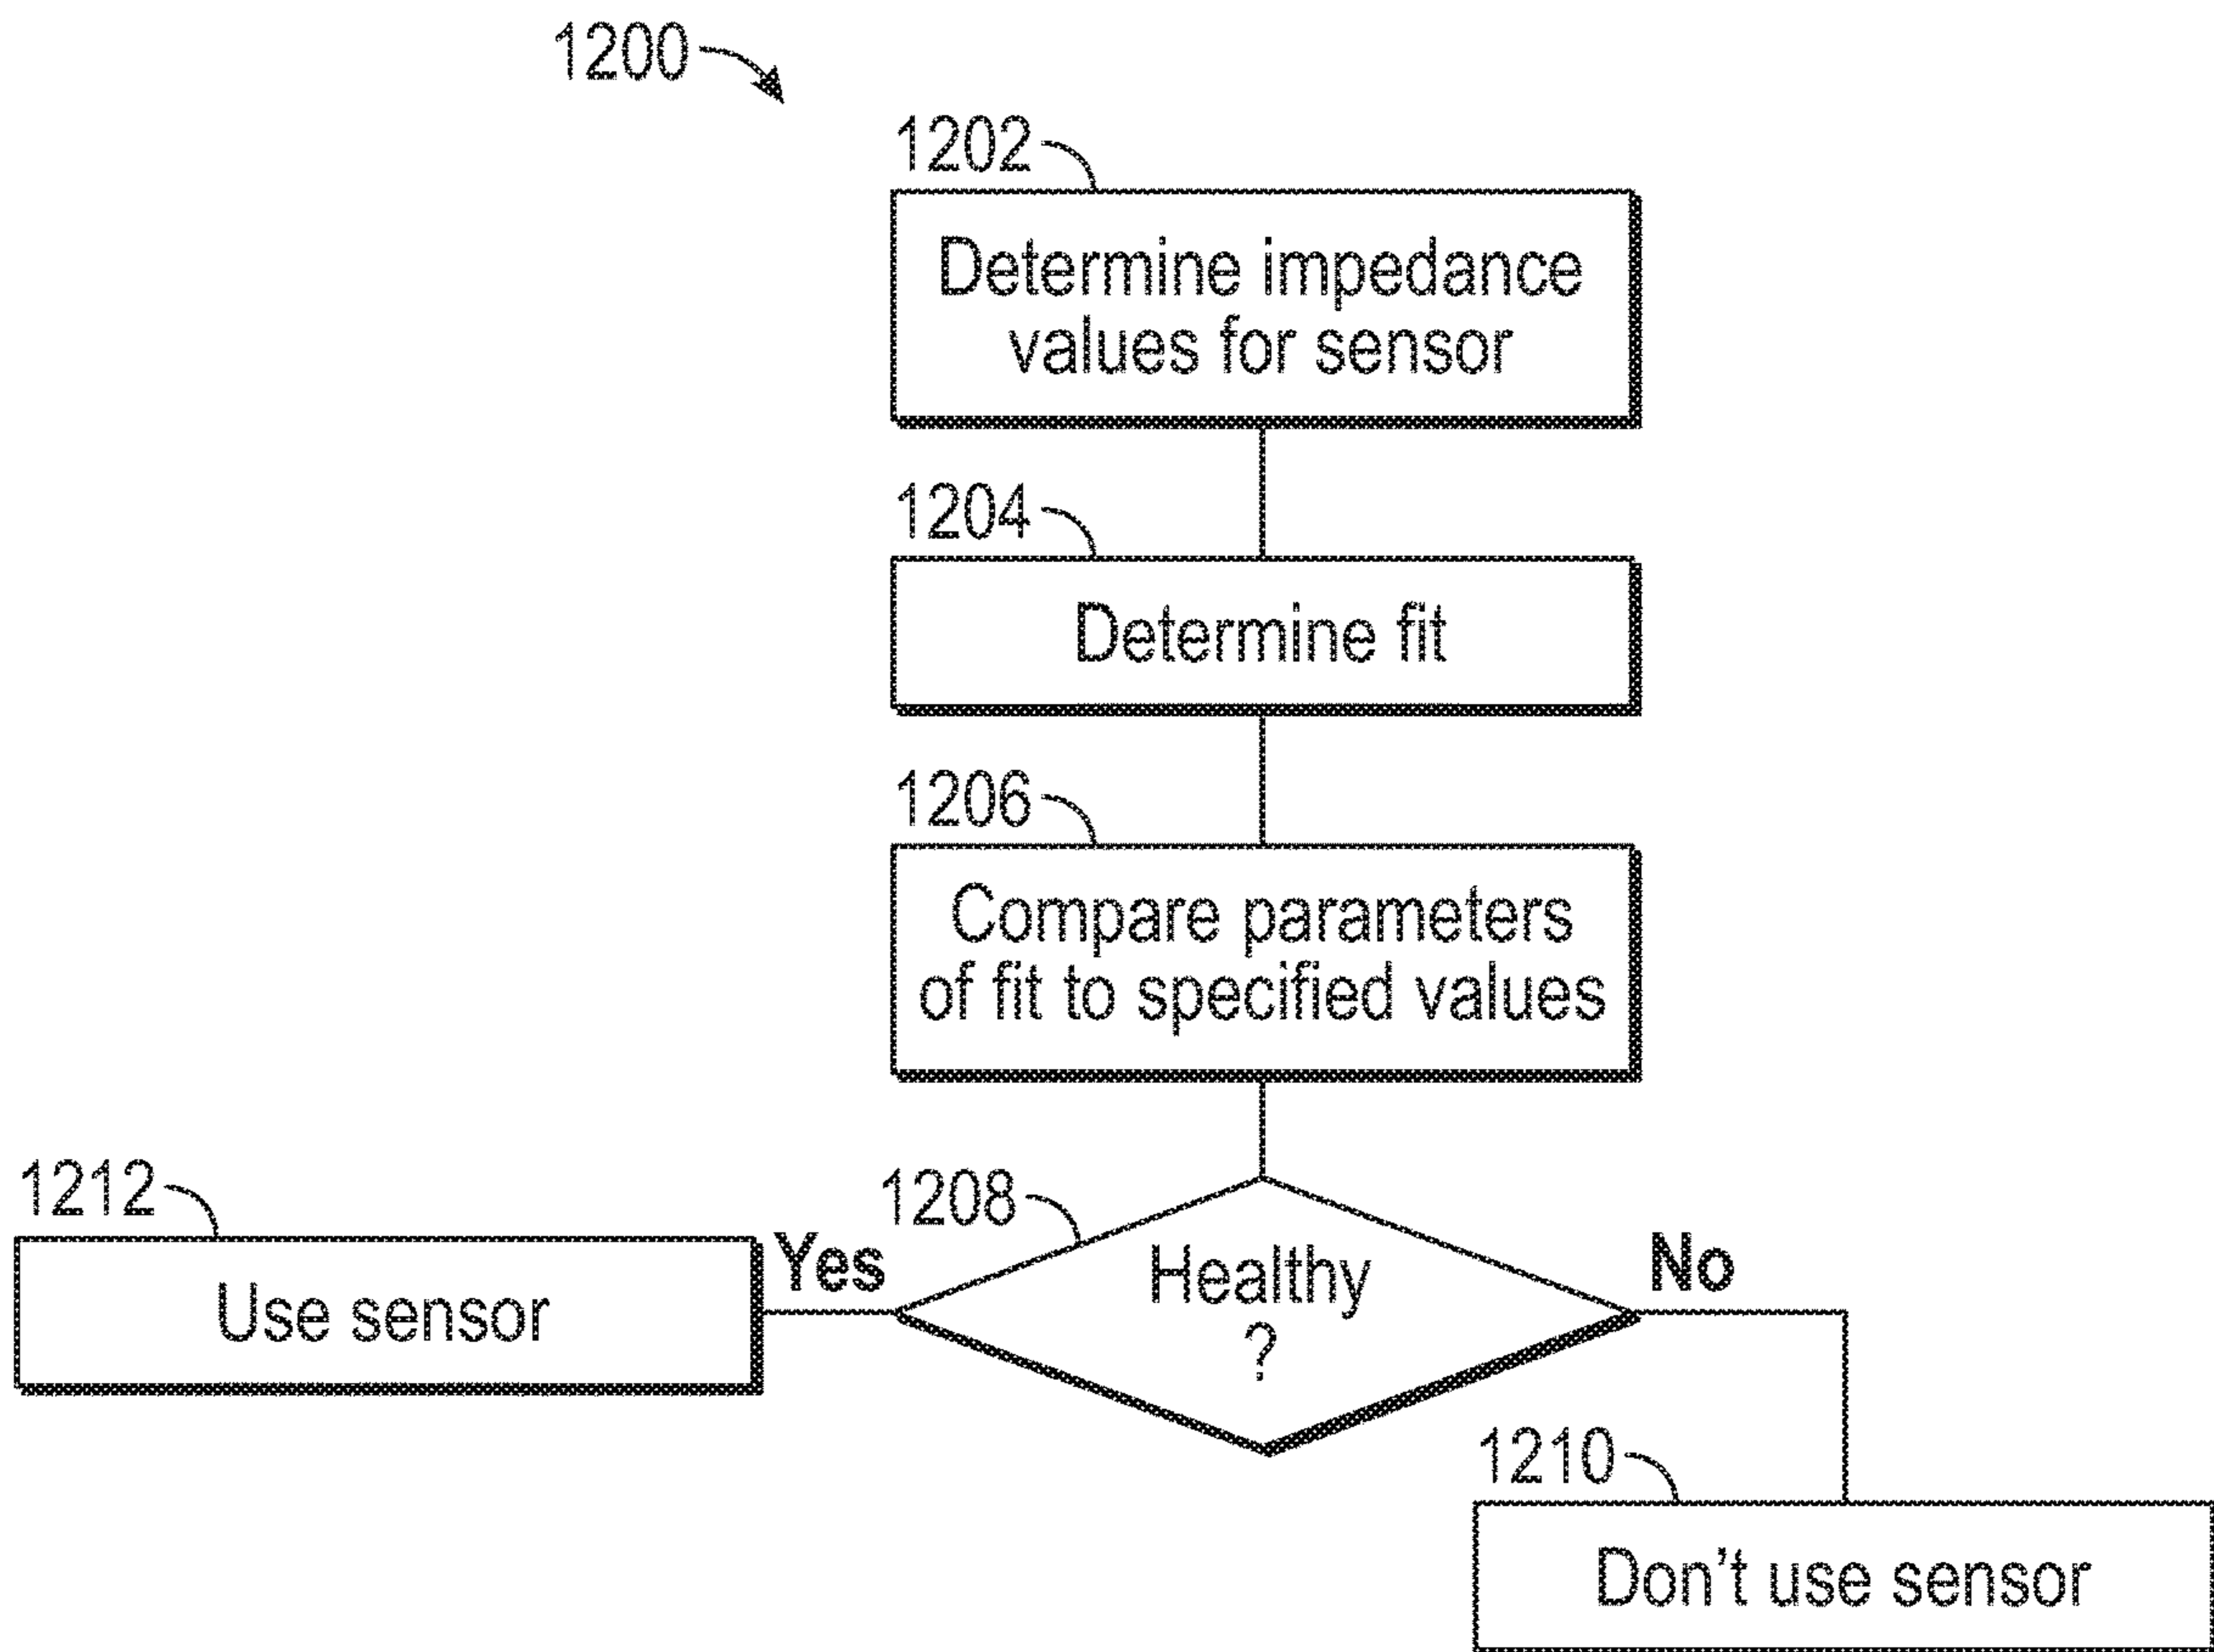 1200
1202
Determine impedance
values for sensor
1204
Determine fit
1206
Compare parameters
of fit to specified values
1212
1208
Yes
No
Use sensor
Healthy
?
1210
Don't use sensor